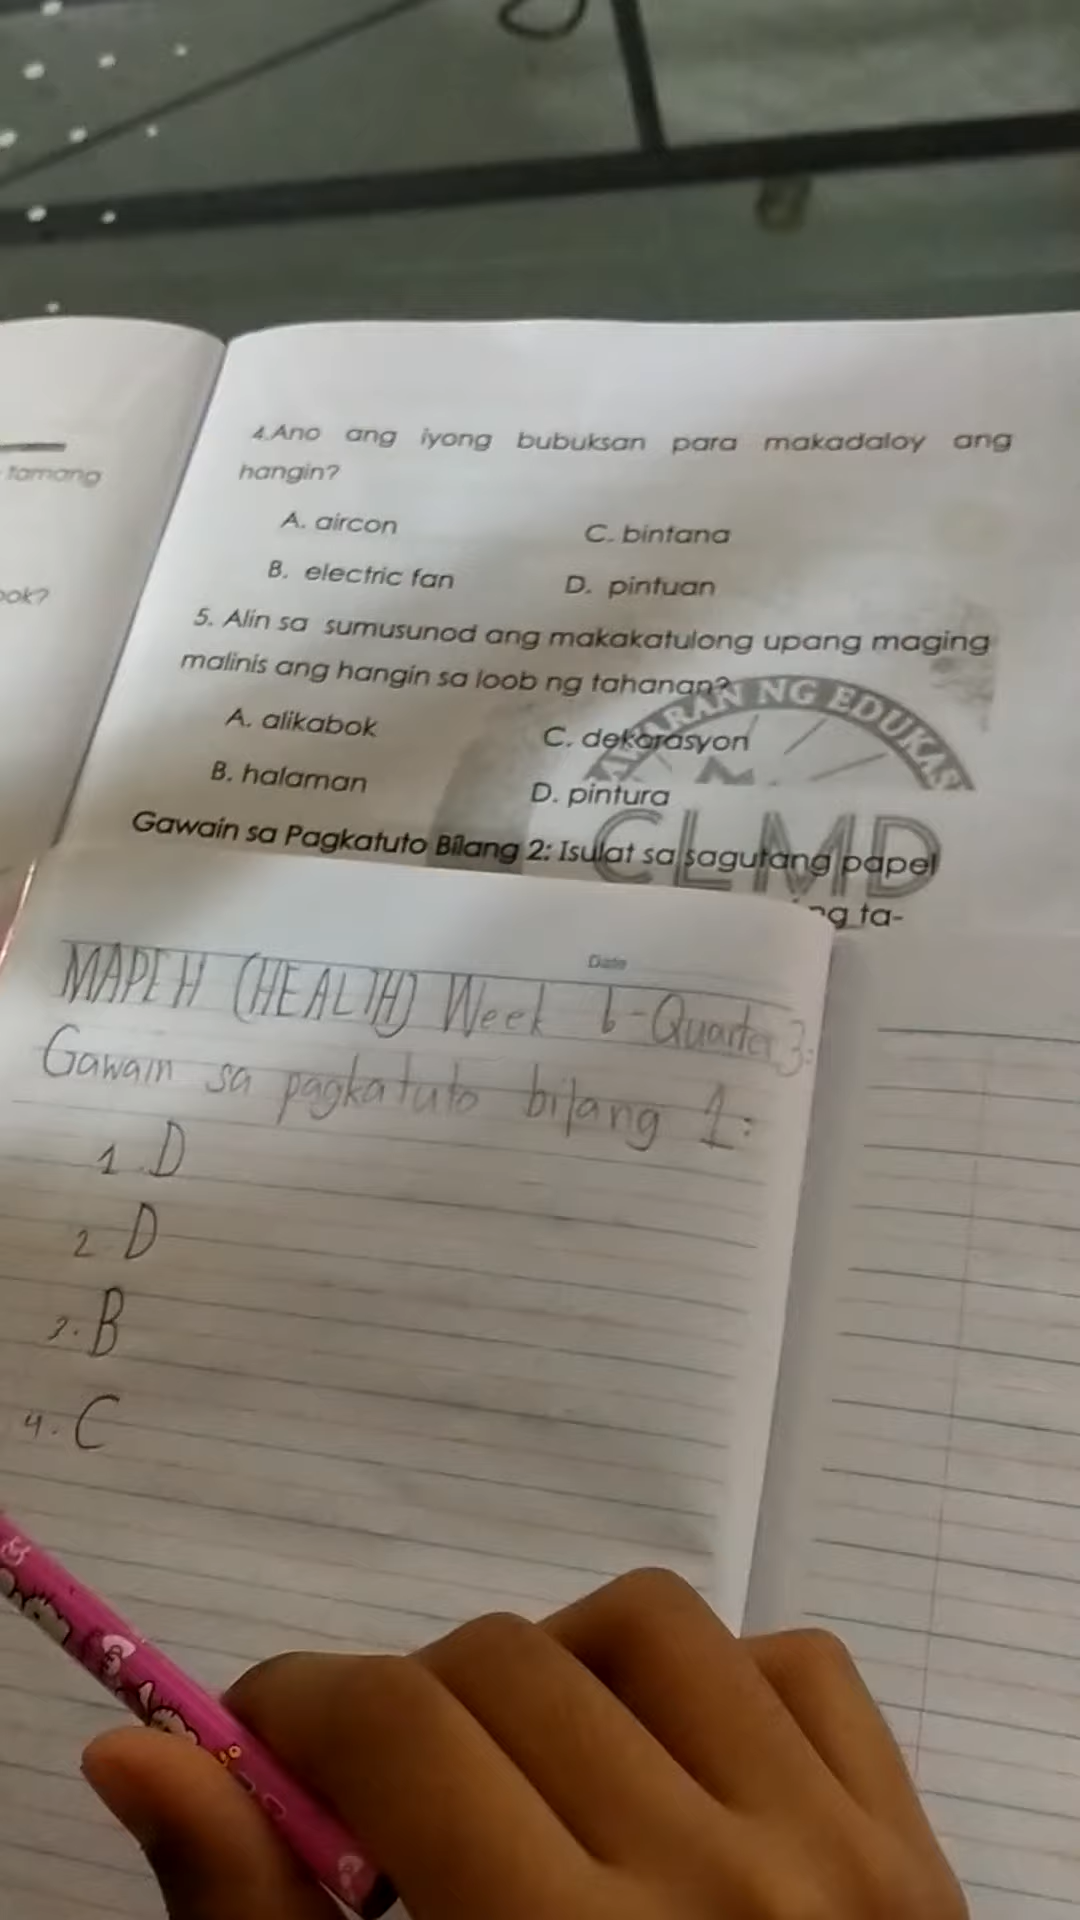 tamang
4.Ano ang iyong bubuksan para makadaloy ang
hangin?
A. aircon
C. bintana
B. electric fan
D. pintuan
5. Alin sa sumusunod ang makakatulong upang maging
malinis ang hangin sa loob ng tahanan?
A. alikabok
C. dekorasyon
B. halaman
D. pintura
NG EDUKAS
CLMD
Gawain sa Pagkatuto Bilang 2: Isulat sa sagutang papel
ta-
Date
MAPEH (HEALTH) Week 6-Quarter 3:
Gawain sa pagkatuto bilang 1:
1. D
2. D
3. B
4. C